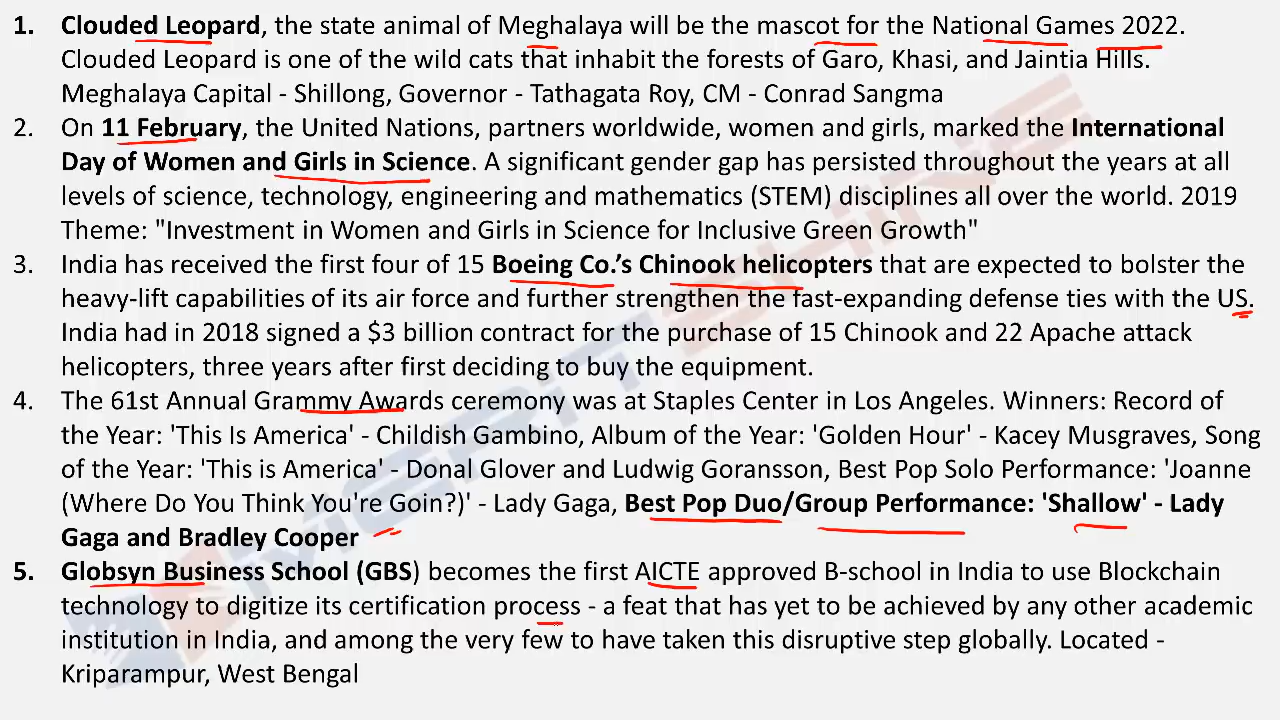 1. Clouded Leopard, the state animal of Meghalaya will be the mascot for the National Games 2022.
Clouded Leopard is one of the wild cats that inhabit the forests of Garo, Khasi, and Jaintia Hills.
Meghalaya Capital - Shillong, Governor - Tathagata Roy, CM - Conrad Sangma
2. On 11 February, the United Nations, partners worldwide, women and girls, marked the International
Day of Women and Girls in Science. A significant gender gap has persisted throughout the years at all
levels of science, technology, engineering and mathematics (STEM) disciplines all over the world. 2019
Theme: "Investment in Women and Girls in Science for Inclusive Green Growth"
3. India has received the first four of 15 Boeing Co.’s Chinook helicopters that are expected to bolster the
heavy-lift capabilities of its air force and further strengthen the fast-expanding defense ties with the US.
India had in 2018 signed a $3 billion contract for the purchase of 15 Chinook and 22 Apache attack
helicopters, three years after first deciding to buy the equipment.
4. The 61st Annual Grammy Awards ceremony was at Staples Center in Los Angeles. Winners: Record of
the Year: 'This Is America' - Childish Gambino, Album of the Year: 'Golden Hour' - Kacey Musgraves, Song
of the Year: 'This is America' - Donal Glover and Ludwig Goransson, Best Pop Solo Performance: 'Joanne
(Where Do You Think You're Goin?)' - Lady Gaga, Best Pop Duo/Group Performance: 'Shallow' - Lady
Gaga and Bradley Cooper
5. Globsyn Business School (GBS) becomes the first AICTE approved B-school in India to use Blockchain
technology to digitize its certification process - a feat that has yet to be achieved by any other academic
institution in India, and among the very few to have taken this disruptive step globally. Located -
Kriparampur, West Bengal
MERIT SHINE